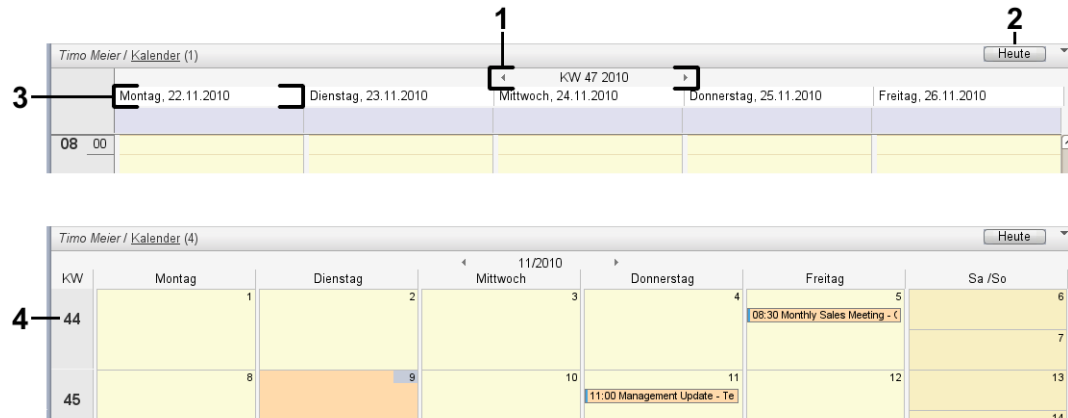 1 2
Timo Meier / Kalender (1) Heute
KW 47 2010
3 Montag, 22.11.2010 Dienstag, 23.11.2010 Mittwoch, 24.11.2010 Donnerstag, 25.11.2010 Freitag, 26.11.2010
08 00
Timo Meier / Kalender (4) Heute
11/2010
KW Montag Dienstag Mittwoch Donnerstag Freitag Sa /So
1 2 3 4 5 6
4 44 08:30 Monthly Sales Meeting - (
7
8 9 10 11 12 13
45 11:00 Management Update - Te
14